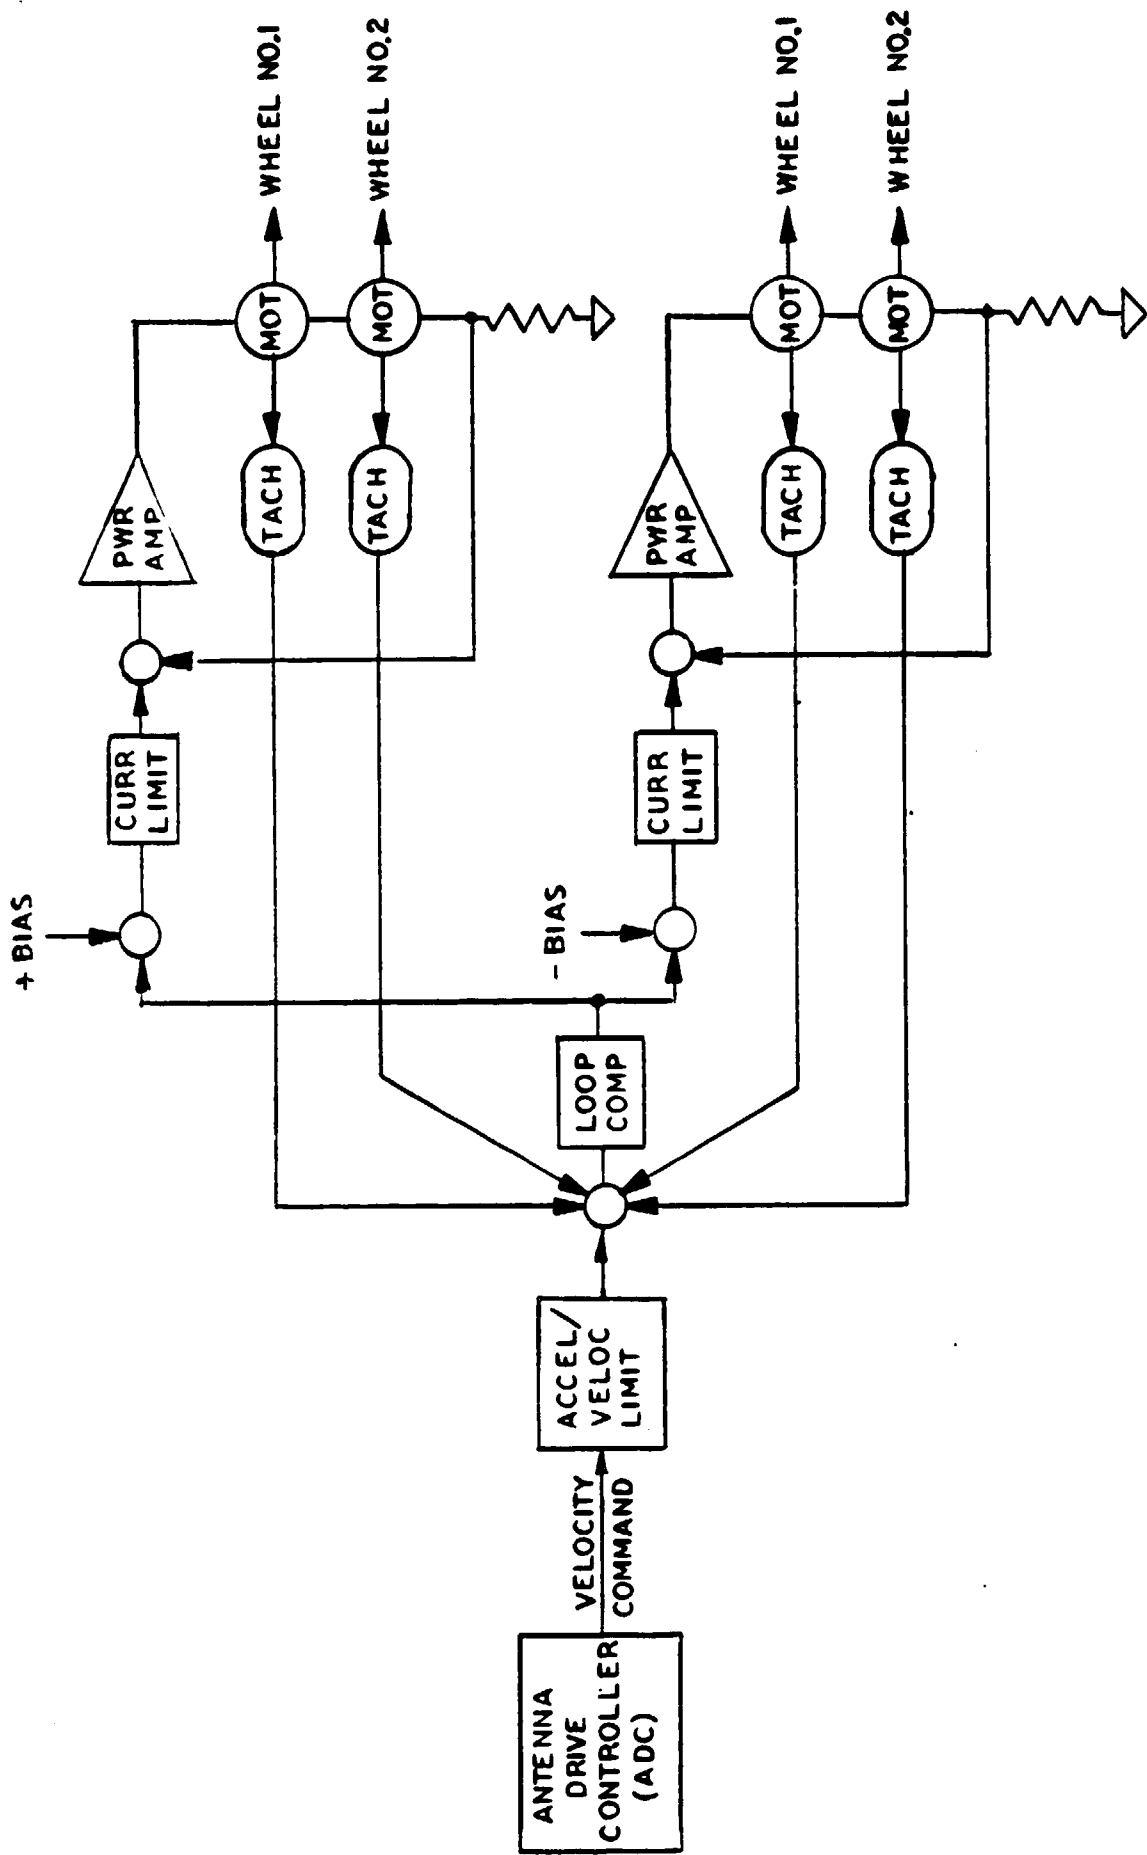 ANTENNA
DRIVE
CONTROLLER
(ADC)
VELOCITY
COMMAND
ACCEL/
VELOC
LIMIT
LOOP
COMP
+ BIAS
CURR
LIMIT
PWR
AMP
TACH
MOT
WHEEL NO.1
TACH
MOT
WHEEL NO.2
- BIAS
CURR
LIMIT
PWR
AMP
TACH
MOT
WHEEL NO.1
TACH
MOT
WHEEL NO.2